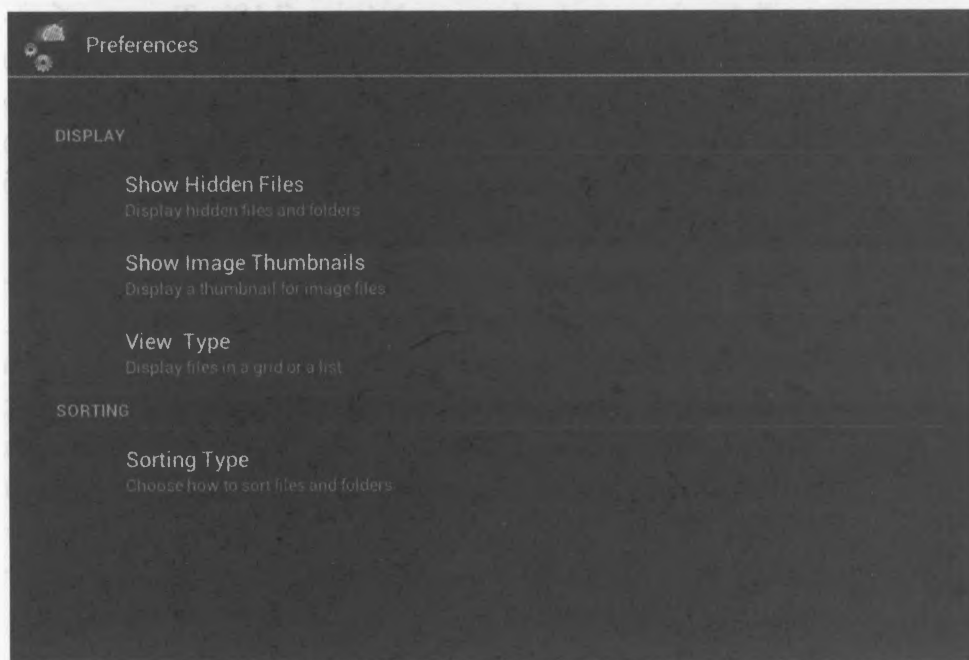 Preferences
DISPLAY
Show Hidden Files
Display hidden files and folders
Show Image Thumbnails
Display a thumbnail for image files
View Type
Display files in a grid or a list
SORTING
Sorting Type
Choose how to sort files and folders